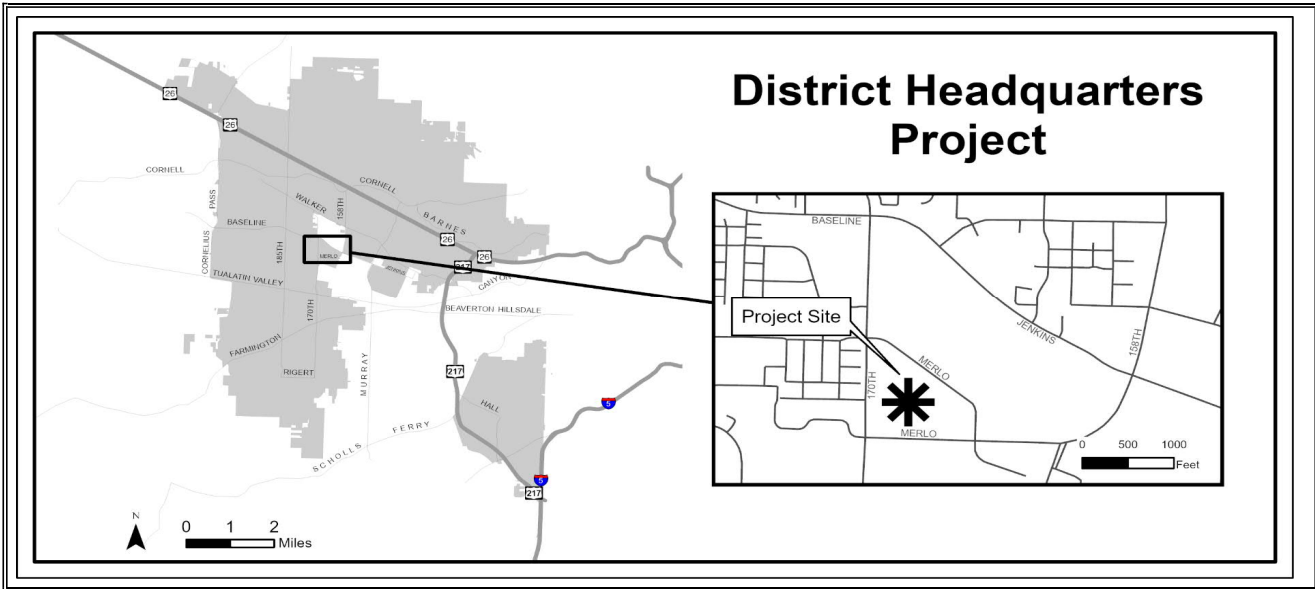 District Headquarters
Project
26
26
CORNELL
CORNELL
PASS
WALKER
158TH
BARNES
BASELINE
26
26
185TH
CORNELIUS
MERLO
JENKINS
217
CANYON
TUALATIN VALLEY
170TH
BEAVERTON HILLSDALE
FARMINGTON
MURRAY
RIGERT
217
HALL
5
SCHOLLS FERRY
5
217
N
0 1 2
Miles
BASELINE
Project Site
JENKINS
158TH
MERLO
170TH
MERLO
0 500 1000
Feet